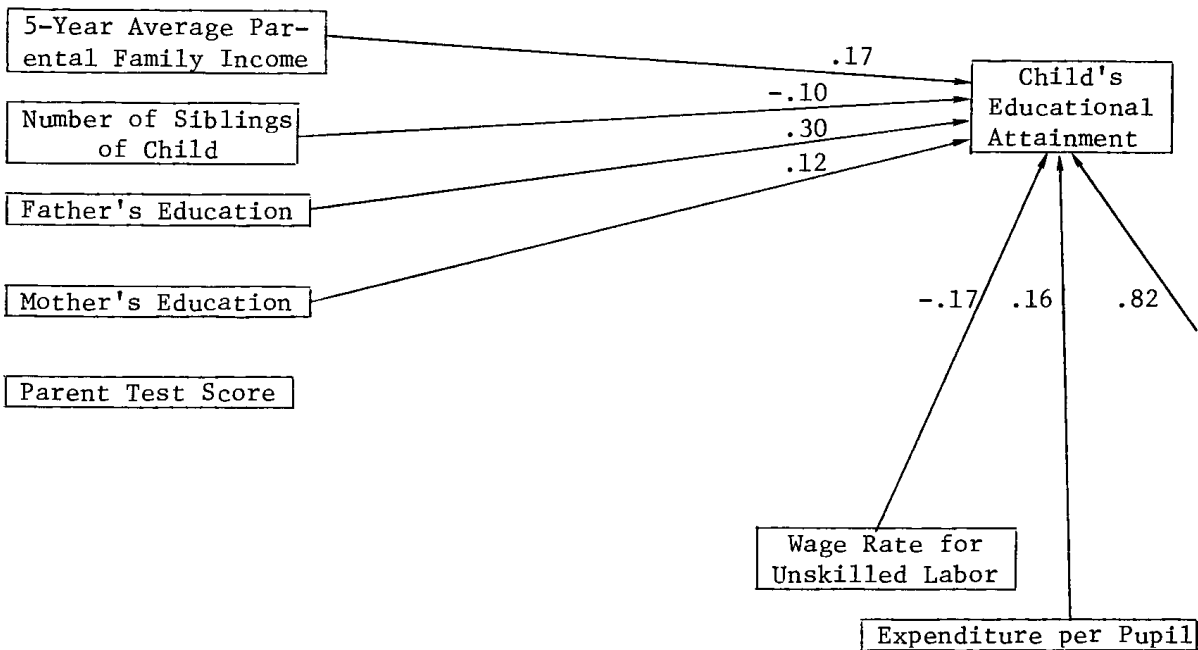 5-Year Average Par-
ental Family Income
.17
Child's
Educational
Attainment
-.10
Number of Siblings
of Child
.30
.12
Father's Education
Mother's Education
-.17
.16
.82
Parent Test Score
Wage Rate for
Unskilled Labor
Expenditure per Pupil